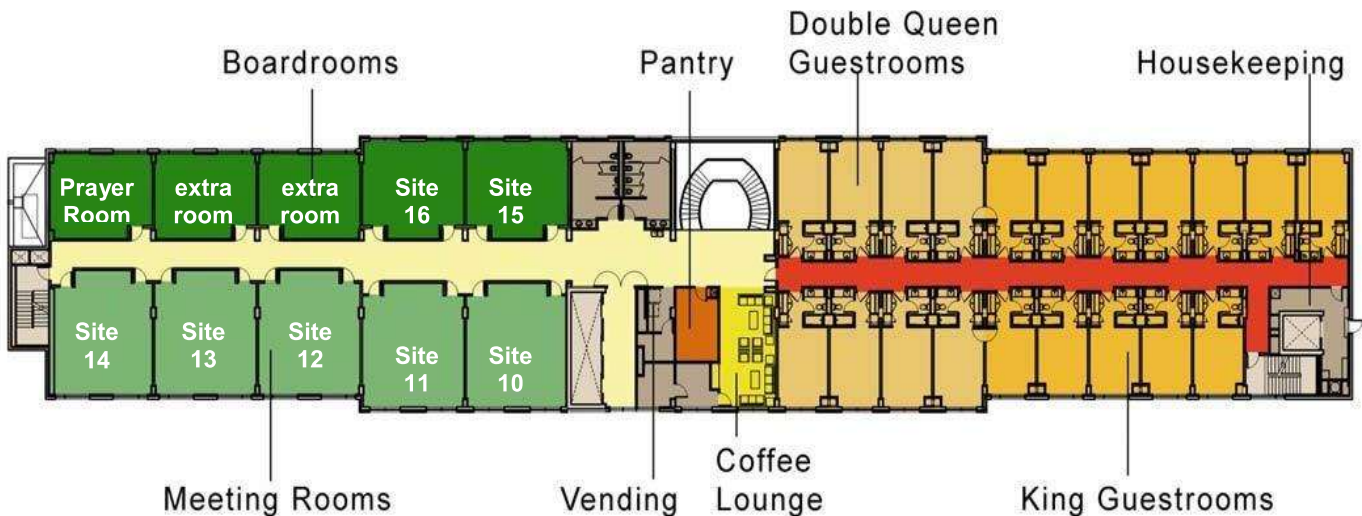 Double Queen
Guestrooms
Boardrooms
Pantry
Housekeeping
Prayer
Room
extra
room
extra
room
Site
16
Site
15
Site
14
Site
13
Site
12
Site
11
Site
10
Meeting Rooms
Vending
Coffee
Lounge
King Guestrooms